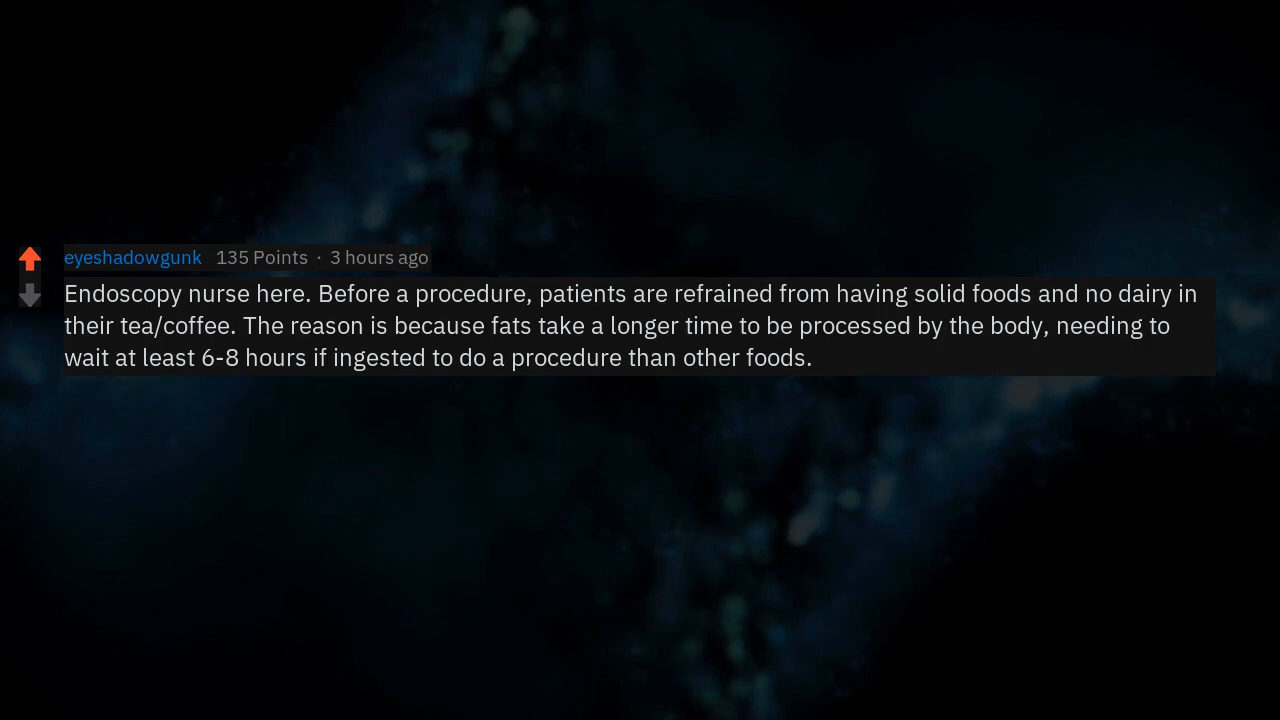 eyeshadowgunk 135 Points · 3 hours ago
Endoscopy nurse here. Before a procedure, patients are refrained from having solid foods and no dairy in
their tea/coffee. The reason is because fats take a longer time to be processed by the body, needing to
wait at least 6-8 hours if ingested to do a procedure than other foods.